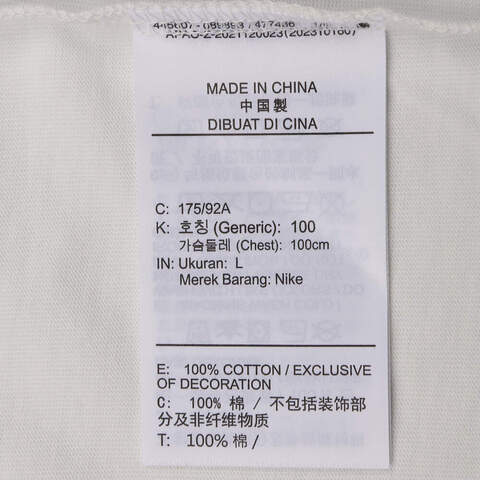 MADE IN CHINA
中国製
DIBUAT DI CINA
C: 175/92A
K: 호칭 (Generic): 100
가슴둘레 (Chest): 100cm
IN: Ukuran: L
Merek Barang: Nike
E: 100% COTTON / EXCLUSIVE
OF DECORATION
C: 100% 棉 / 不包括装饰部
分及非纤维物质
T: 100% 棉 /